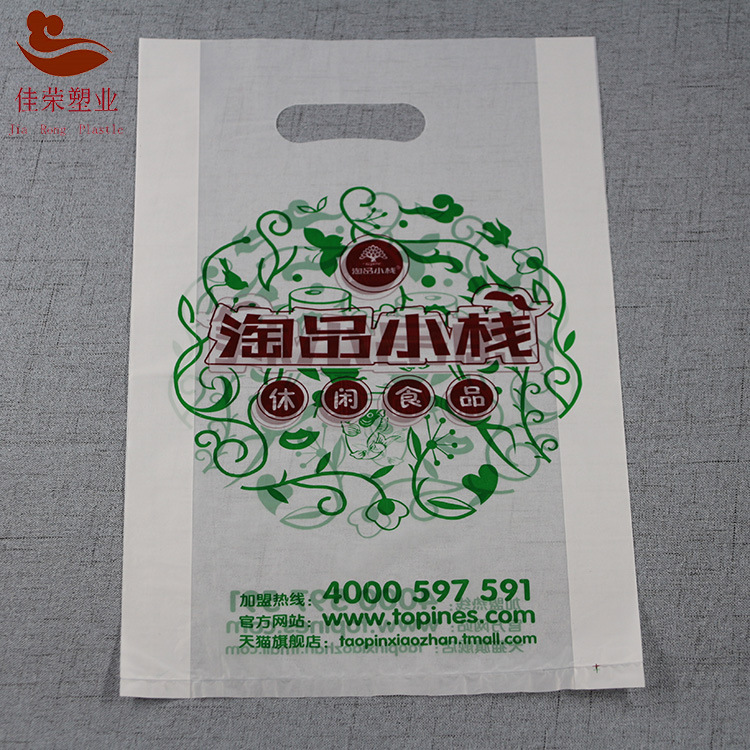 佳荣塑业
Jia Rong Plastic
淘品小栈
淘品小栈
休闲食品
加盟热线：4000 597 591
官方网站：www.topines.com
天猫旗舰店：taopinxiaozhan.tmall.com